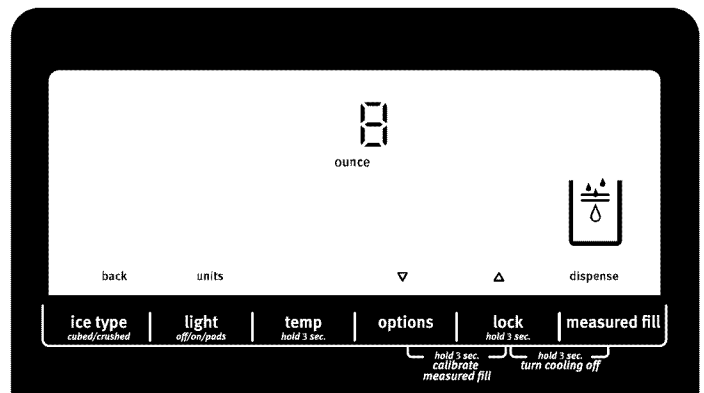 8
ounce
back units ▽ △ dispense
ice type light temp options lock measured fill
cubed/crushed off/on/pads hold 3 sec. hold 3 sec.
hold 3 sec. hold 3 sec.
calibrate turn cooling off
measured fill